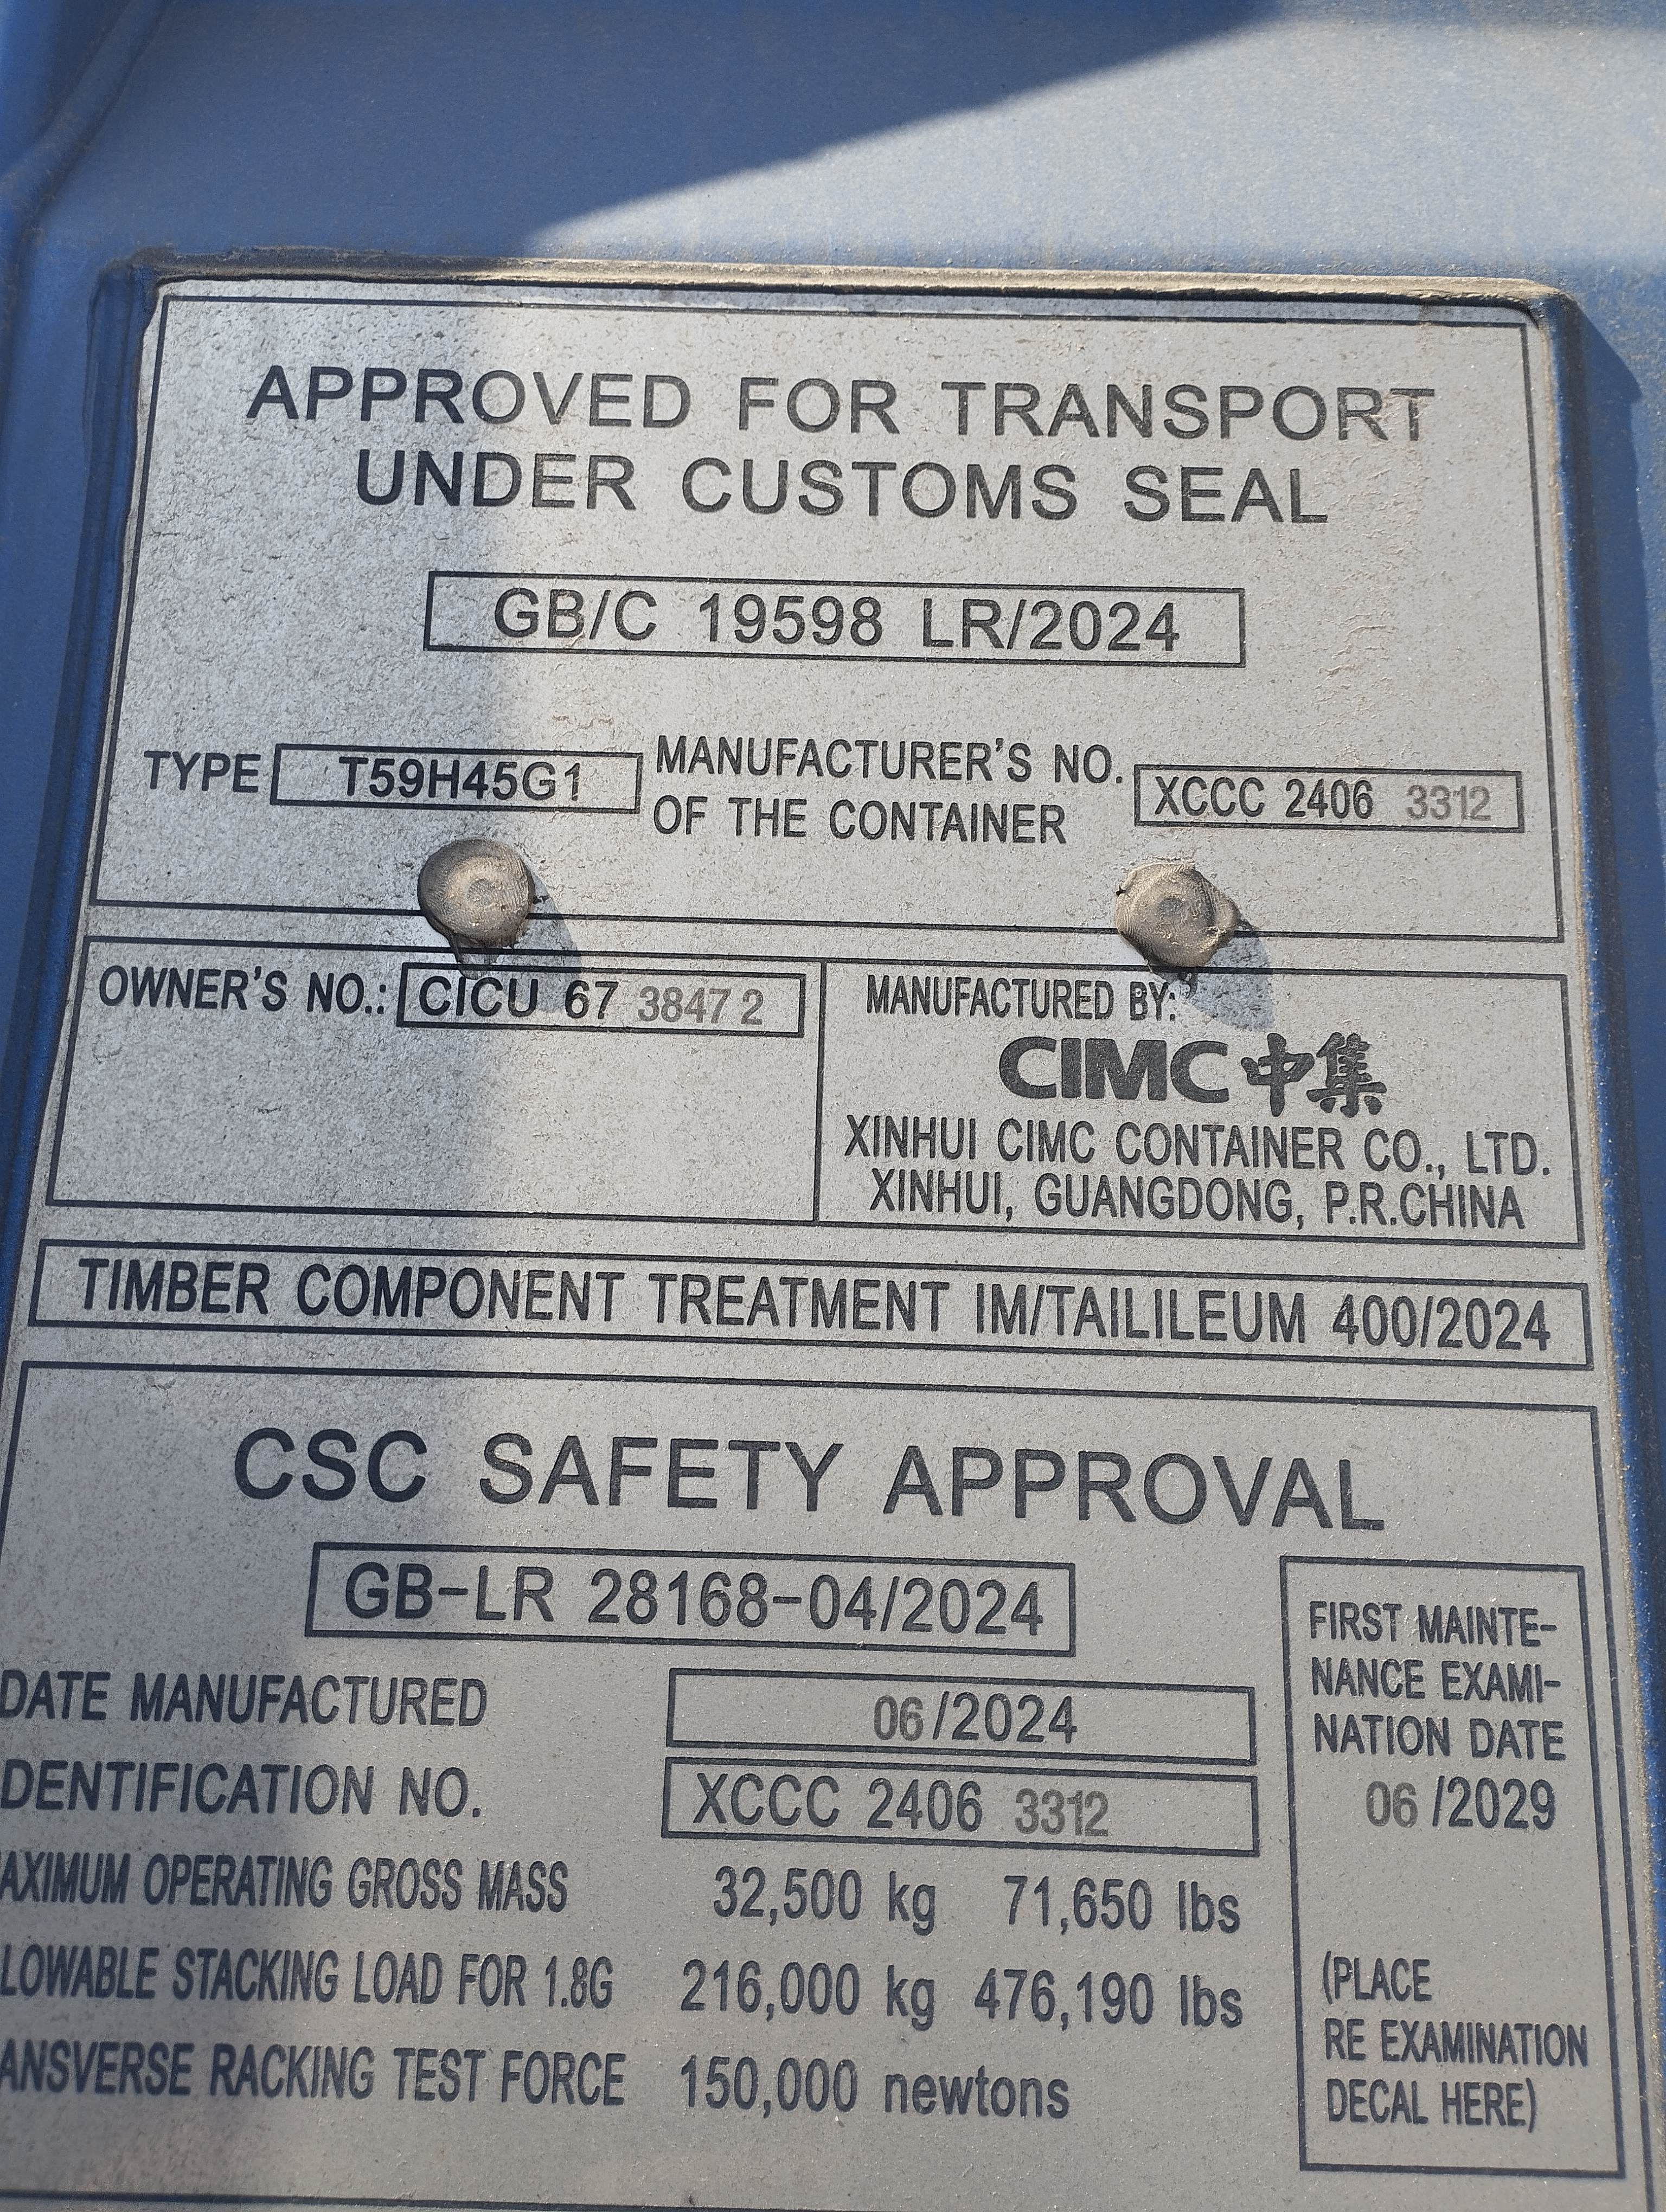 APPROVED FOR TRANSPORT
UNDER CUSTOMS SEAL
GB/C 19598 LR/2024
TYPE T59H45G1
MANUFACTURER'S NO.
OF THE CONTAINER
XCCC 2406 3312
OWNER'S NO.: CICU 67 3847 2
MANUFACTURED BY:
CIMC 中集
XINHUI CIMC CONTAINER CO., LTD.
XINHUI, GUANGDONG, P.R.CHINA
TIMBER COMPONENT TREATMENT IM/TAILILEUM 400/2024
CSC SAFETY APPROVAL
GB-LR 28168-04/2024
DATE MANUFACTURED 06/2024
DENTIFICATION NO. XCCC 2406 3312
AXIMUM OPERATING GROSS MASS 32,500 kg 71,650 lbs
LOWABLE STACKING LOAD FOR 1.8G 216,000 kg 476,190 lbs
ANSVERSE RACKING TEST FORCE 150,000 newtons
FIRST MAINTE-
NANCE EXAMI-
NATION DATE
06 /2029
(PLACE
RE EXAMINATION
DECAL HERE)